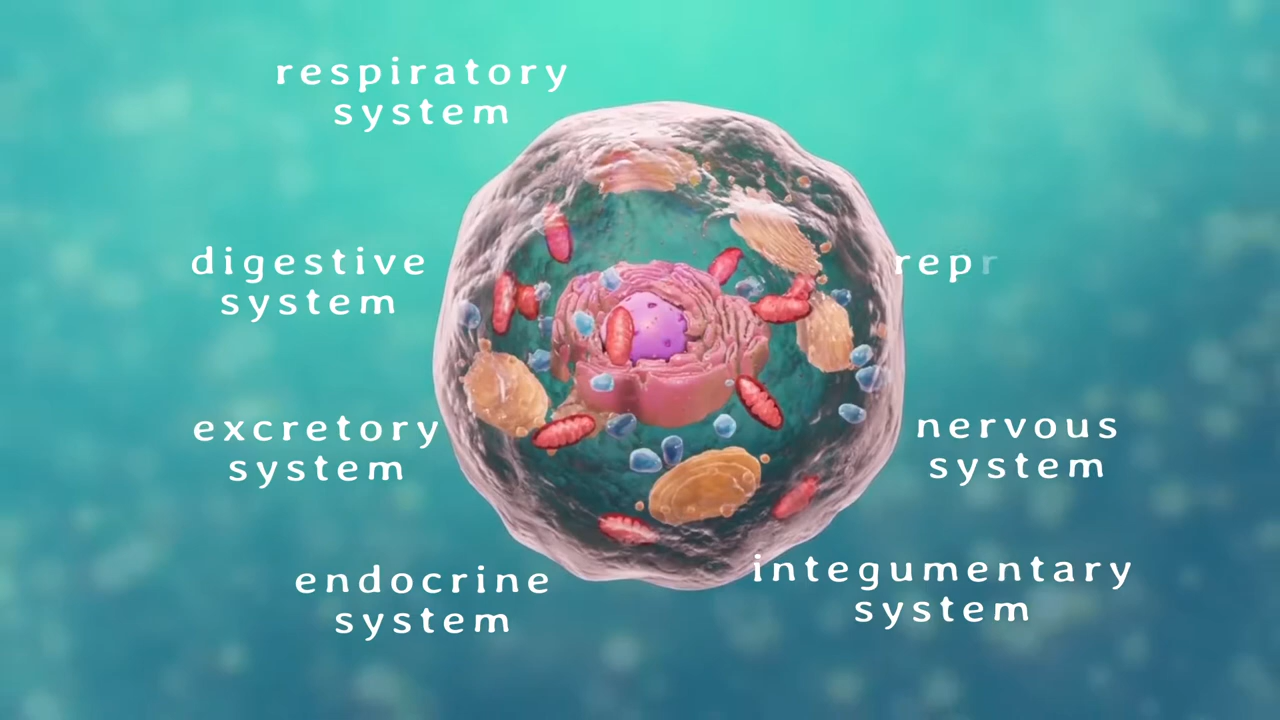 respiratory
system
digestive
system
repr
excretory
system
nervous
system
endocrine
system
integumentary
system